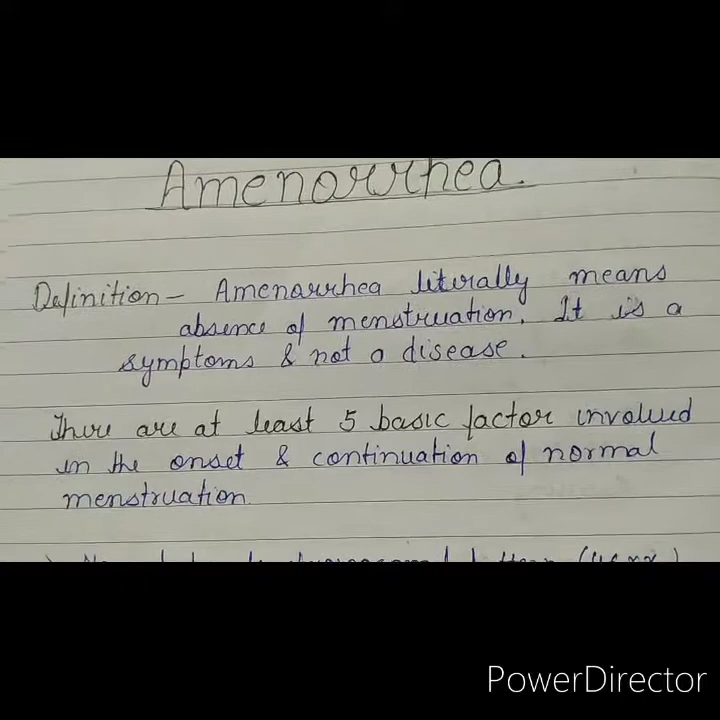 Amenorrhea.
Definition - Amenorrhea literally means
absence of menstruation. It is a
symptoms & not a disease.
There are at least 5 basic factor involved
in the onset & continuation of normal
menstruation
PowerDirector